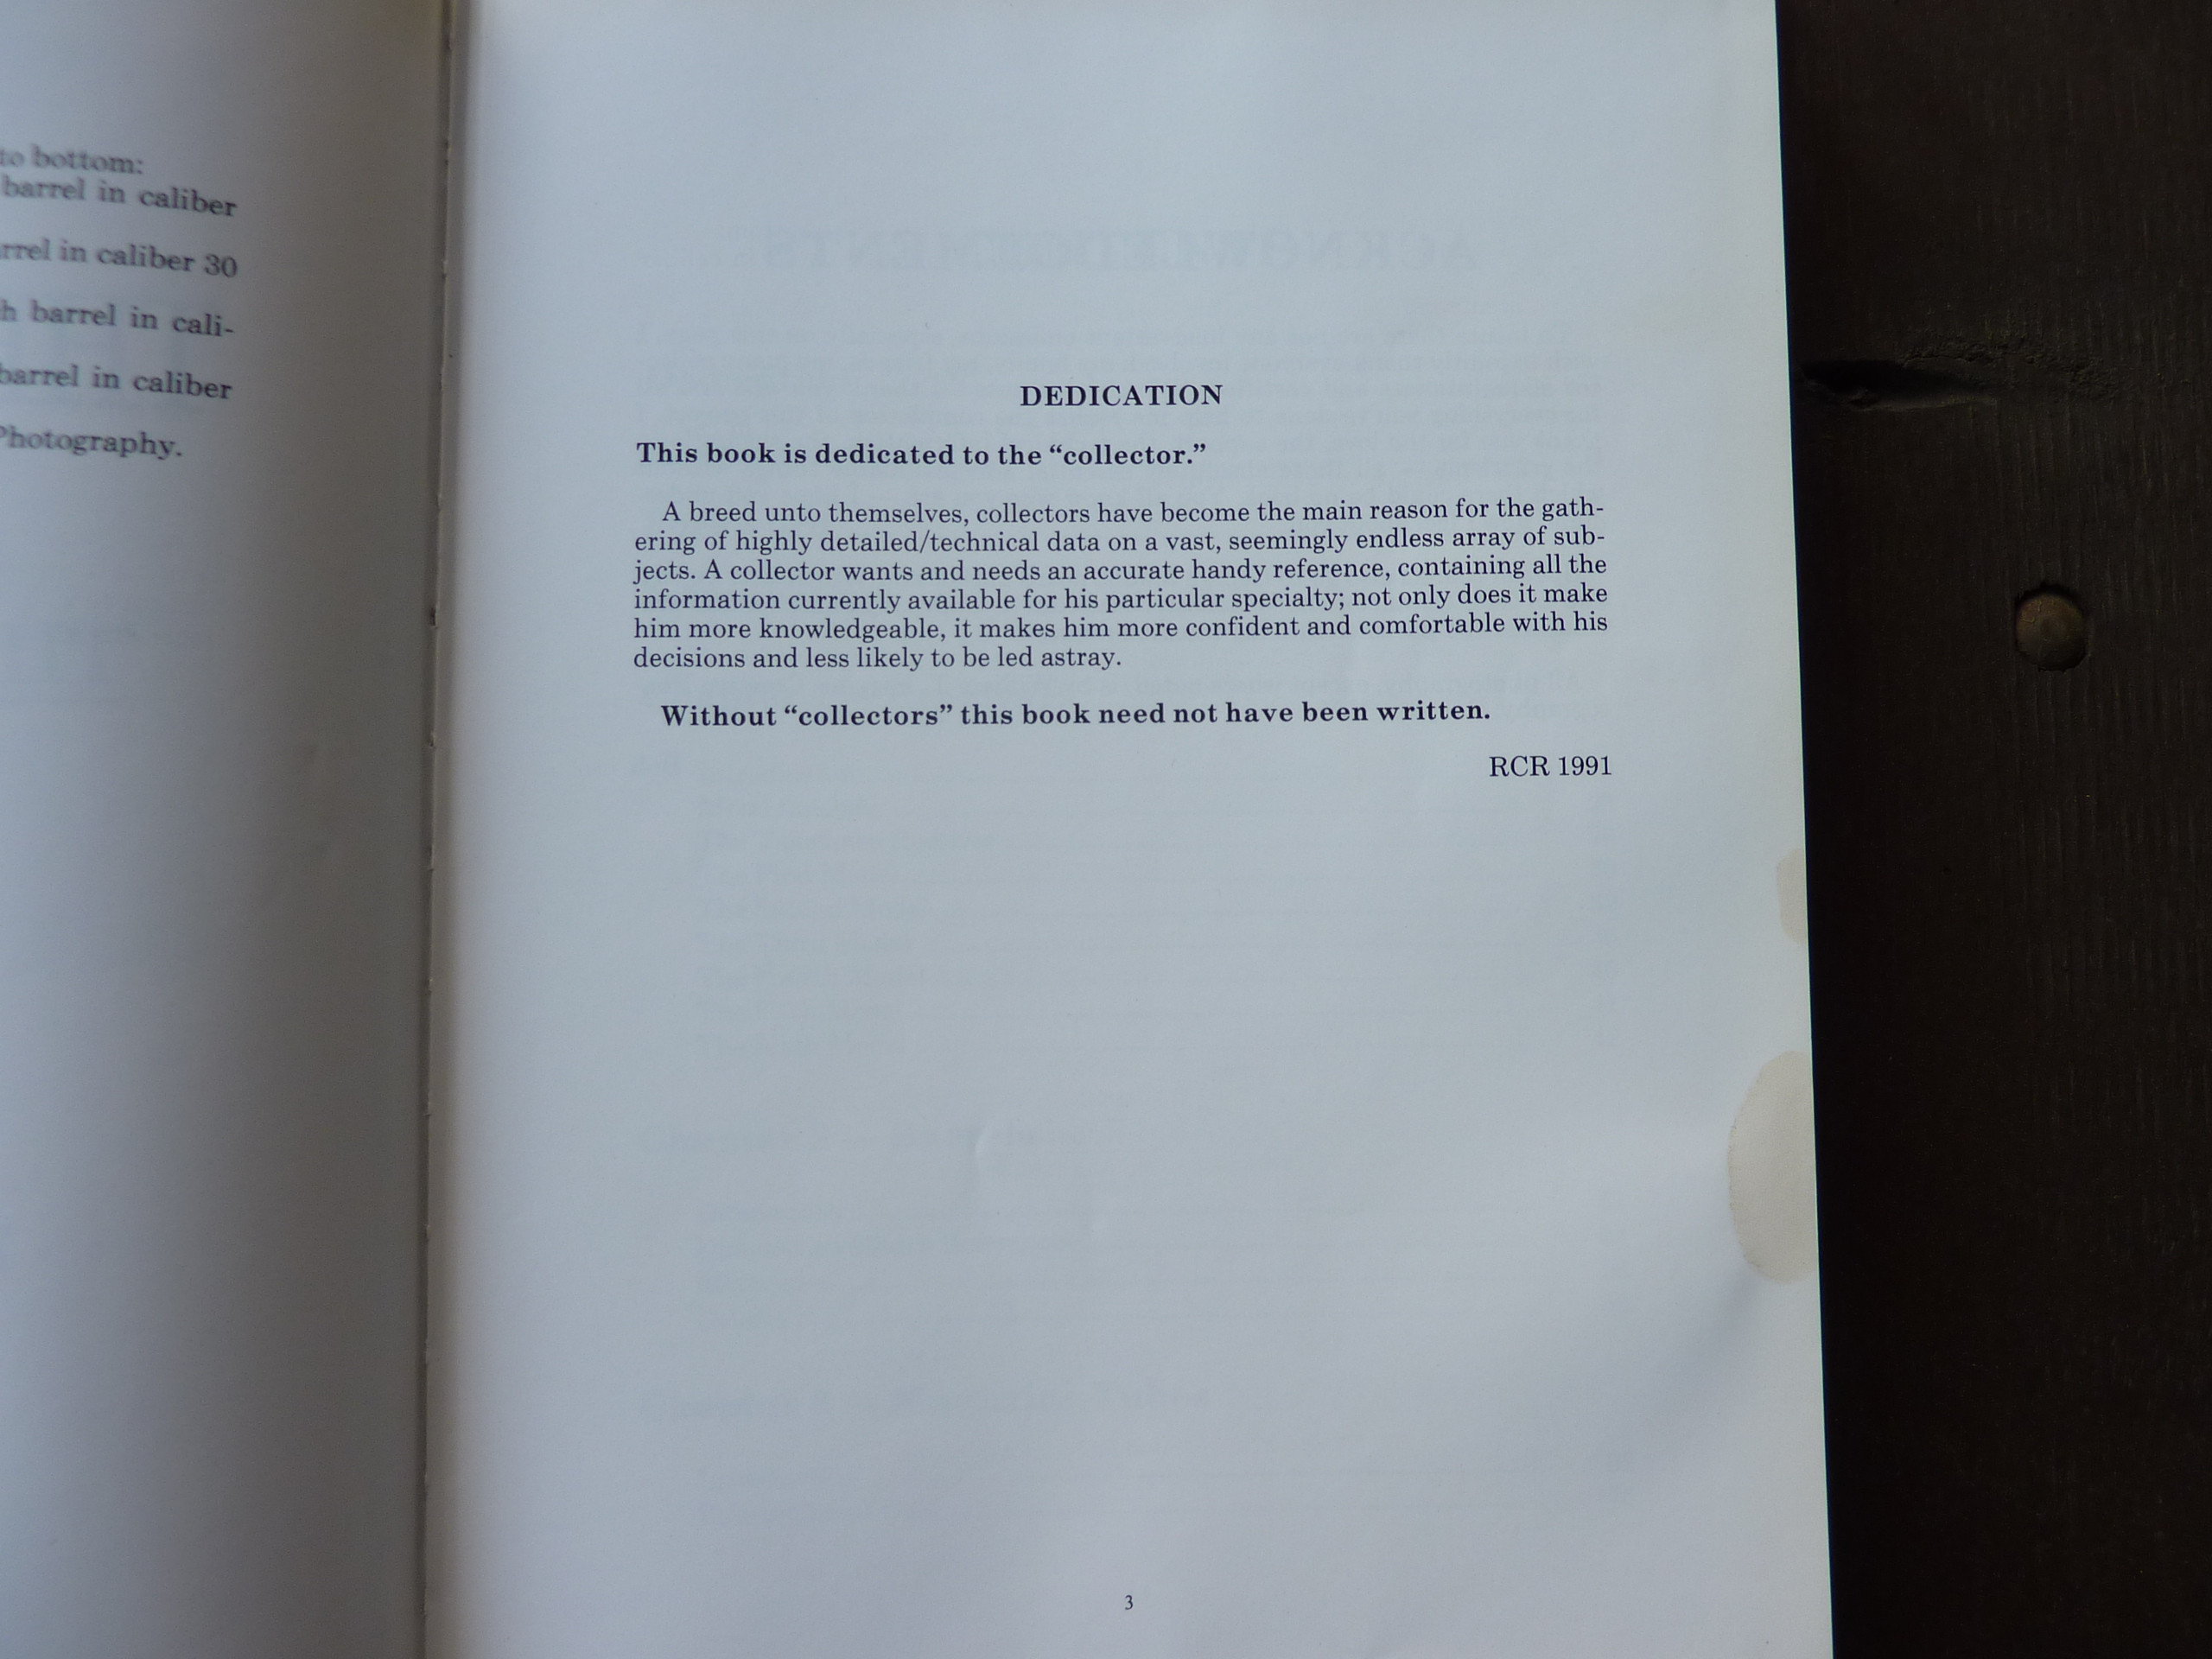 to bottom:
barrel in caliber
rrel in caliber 30
h barrel in cali-
barrel in caliber
Photography.
DEDICATION
This book is dedicated to the “collector.”
A breed unto themselves, collectors have become the main reason for the gath-
ering of highly detailed/technical data on a vast, seemingly endless array of sub-
jects. A collector wants and needs an accurate handy reference, containing all the
information currently available for his particular specialty; not only does it make
him more knowledgeable, it makes him more confident and comfortable with his
decisions and less likely to be led astray.
Without “collectors” this book need not have been written.
RCR 1991
ACKNOWLEDGEMENTS
3